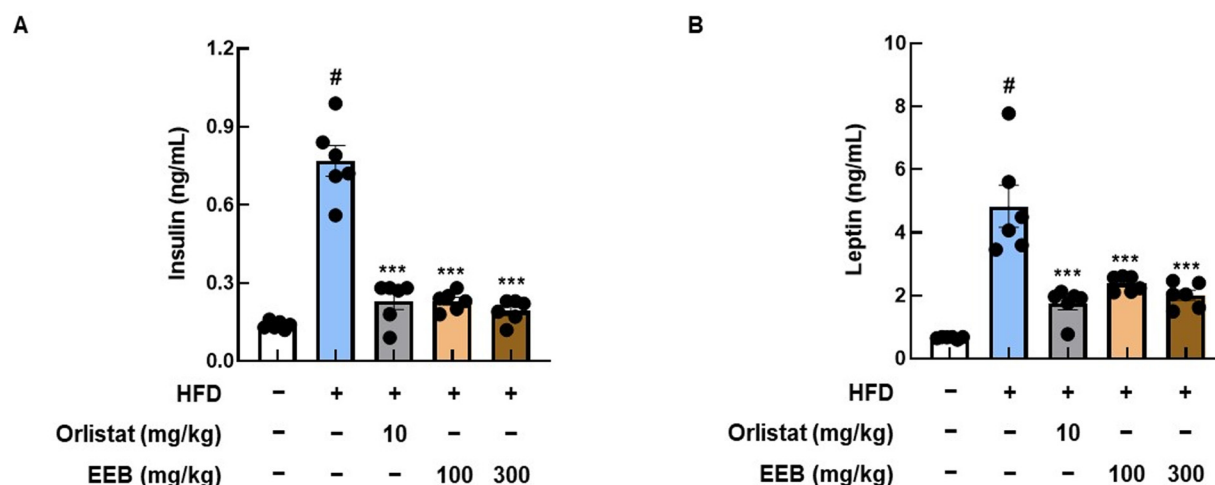 A
Insulin (ng/mL)
1.2
0.9
0.6
0.3
0.0
#
***
***
***
HFD − + + + +
Orlistat (mg/kg) − − 10 − −
EEB (mg/kg) − − − 100 300
B
Leptin (ng/mL)
10
8
6
4
2
0
#
***
***
***
HFD − + + + +
Orlistat (mg/kg) − − 10 − −
EEB (mg/kg) − − − 100 300